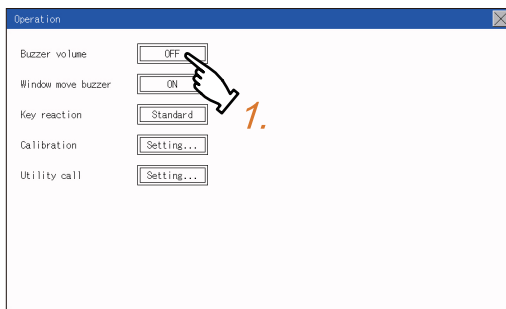 Operation
Buzzer volume OFF
Window move buzzer ON
Key reaction Standard
Calibration Setting...
Utility call Setting...
1.